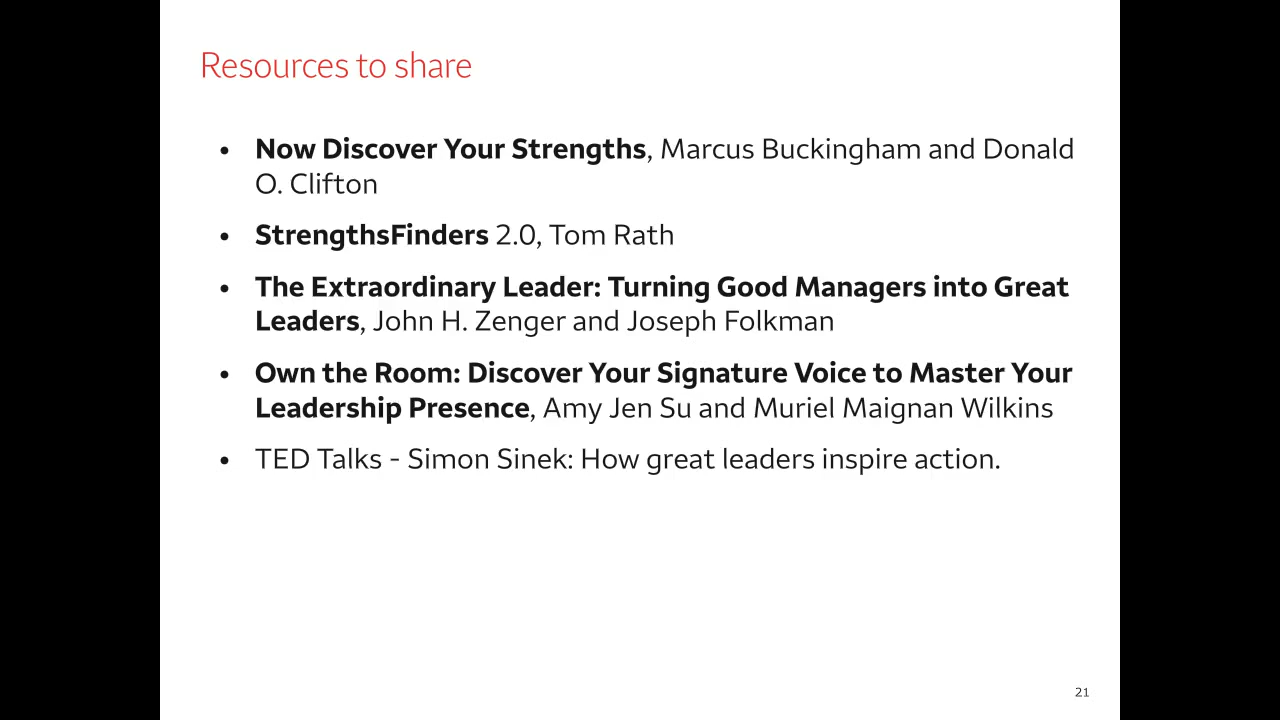 Resources to share
• Now Discover Your Strengths, Marcus Buckingham and Donald
O. Clifton
• StrengthsFinders 2.0, Tom Rath
• The Extraordinary Leader: Turning Good Managers into Great
Leaders, John H. Zenger and Joseph Folkman
• Own the Room: Discover Your Signature Voice to Master Your
Leadership Presence, Amy Jen Su and Muriel Maignan Wilkins
• TED Talks - Simon Sinek: How great leaders inspire action.
21